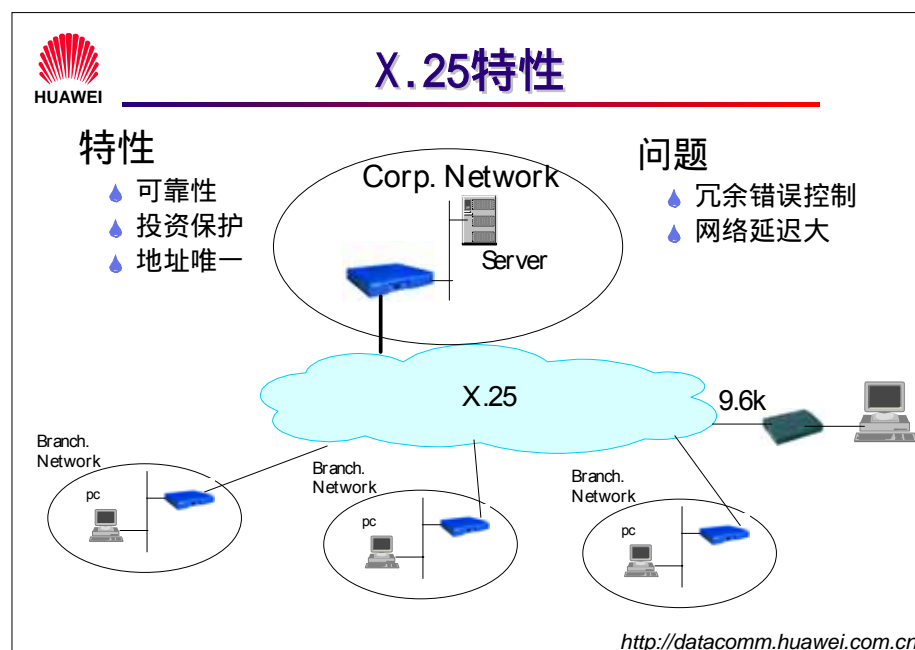 HUAWEI
X.25特性
特性
可靠性
投资保护
地址唯一
问题
冗余错误控制
网络延迟大
Corp. Network
Server
X.25
9.6k
Branch.
Network
pc
Branch.
Network
pc
Branch.
Network
pc
http://datacomm.huawei.com.cn